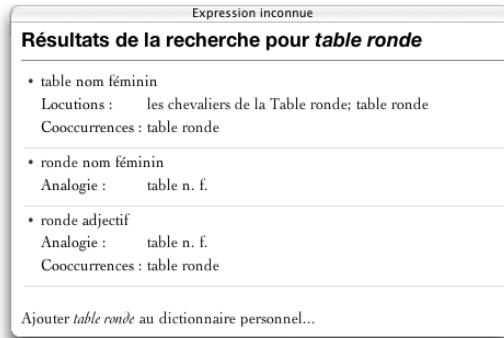 Expression inconnue
Résultats de la recherche pour table ronde
• table nom féminin
Locutions : les chevaliers de la Table ronde; table ronde
Cooccurrences : table ronde
• ronde nom féminin
Analogie : table n. f.
• ronde adjectif
Analogie : table n. f.
Cooccurrences : table ronde
Ajouter table ronde au dictionnaire personnel...